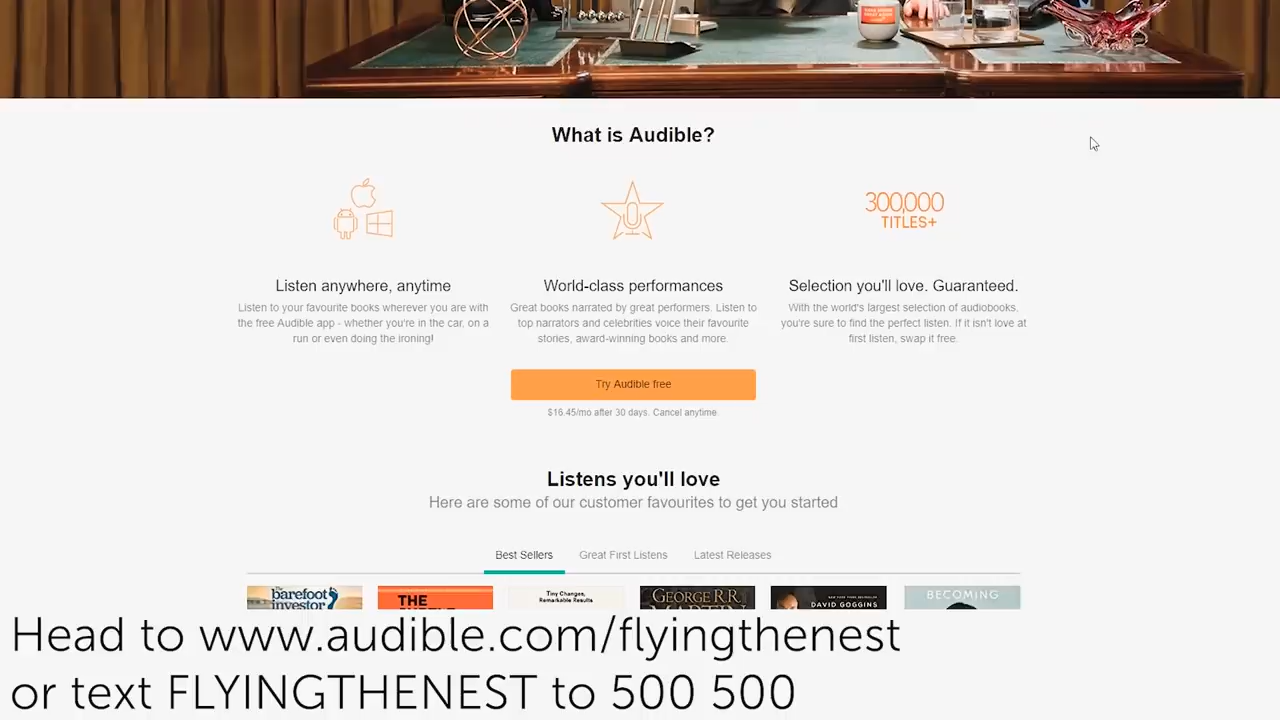 What is Audible?
300,000
TITLES+
Listen anywhere, anytime
Listen to your favourite books wherever you are with
the free Audible app - whether you're in the car, on a
run or even doing the ironing!
World-class performances
Great books narrated by great performers. Listen to
top narrators and celebrities voice their favourite
stories, award-winning books and more.
Selection you'll love. Guaranteed.
With the world's largest selection of audiobooks,
you're sure to find the perfect listen. If it isn't love at
first listen, swap it free.
Try Audible free
$16.45/mo after 30 days. Cancel anytime
Listens you'll love
Here are some of our customer favourites to get you started
Best Sellers Great First Listens Latest Releases
The
barefoot
investor
THE
Tiny Changes,
Remarkable Results
GEORGE R.R.
MARTIN
DAVID GOGGINS
BECOMING
Head to www.audible.com/flyingthenest
or text FLYINGTHENEST to 500 500